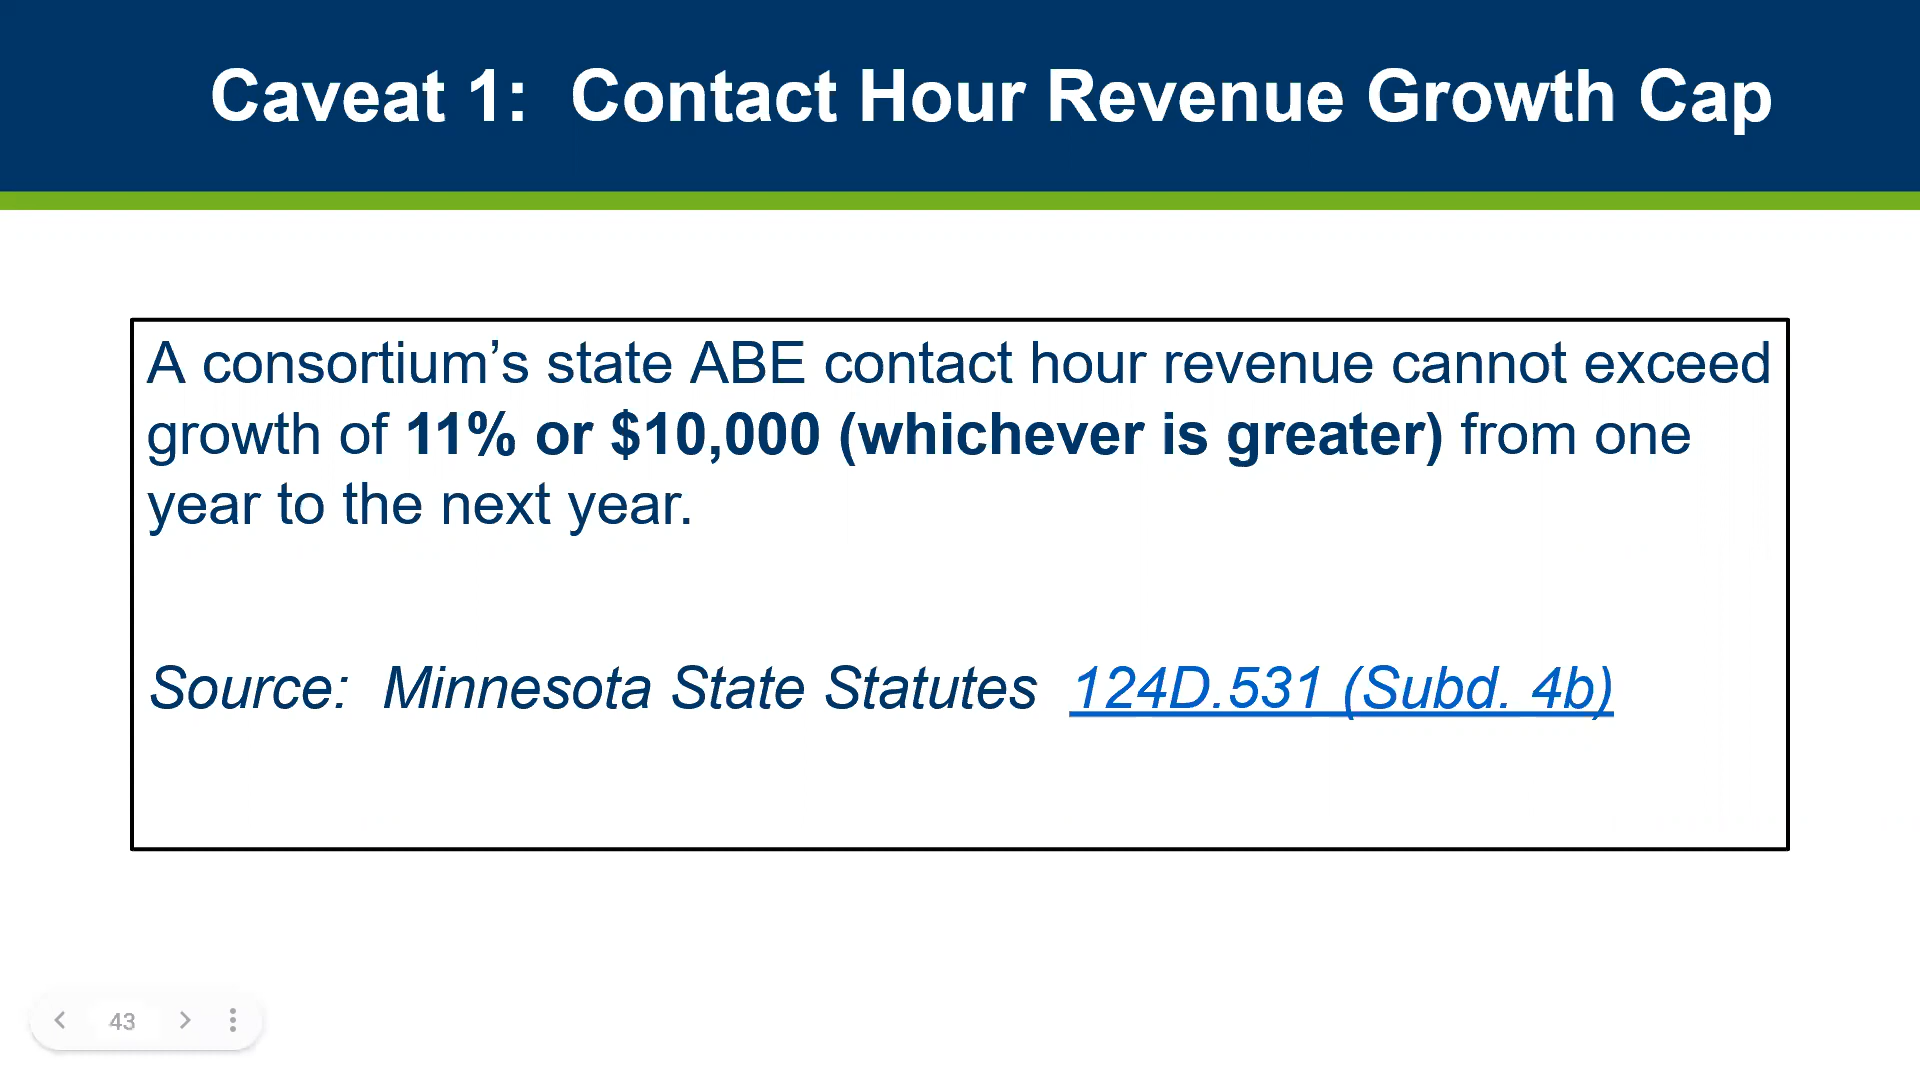 Caveat 1:  Contact Hour Revenue Growth Cap
A consortium’s state ABE contact hour revenue cannot exceed
growth of 11% or $10,000 (whichever is greater) from one
year to the next year.
Source:  Minnesota State Statutes  124D.531 (Subd. 4b)
43